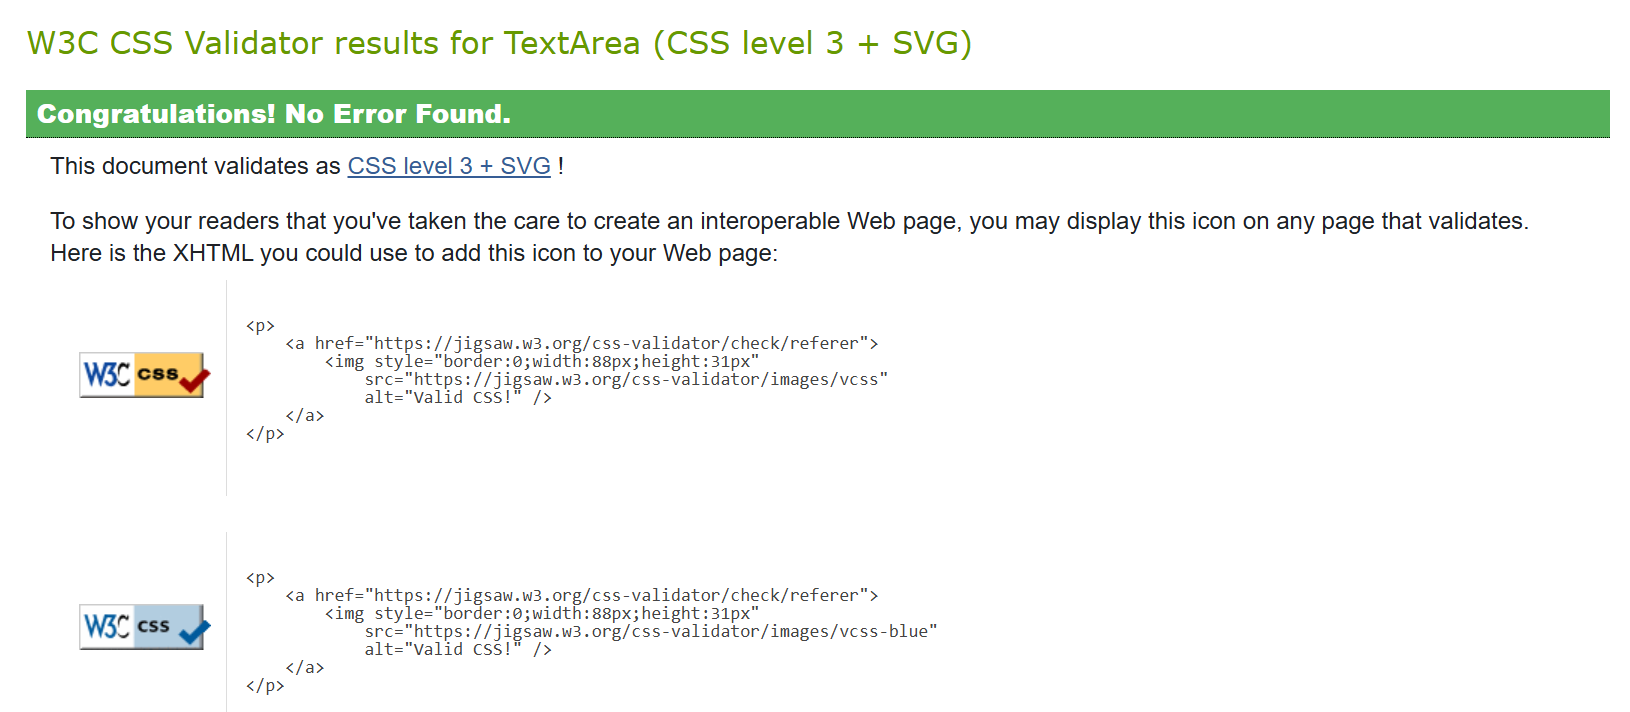 W3C CSS Validator results for TextArea (CSS level 3 + SVG)
Congratulations! No Error Found.
This document validates as CSS level 3 + SVG !
To show your readers that you've taken the care to create an interoperable Web page, you may display this icon on any page that validates.
Here is the XHTML you could use to add this icon to your Web page:
W3C css
<p>
    <a href="https://jigsaw.w3.org/css-validator/check/referer">
        <img style="border:0;width:88px;height:31px"
            src="https://jigsaw.w3.org/css-validator/images/vcss"
            alt="Valid CSS!" />
    </a>
</p>
W3C css
<p>
    <a href="https://jigsaw.w3.org/css-validator/check/referer">
        <img style="border:0;width:88px;height:31px"
            src="https://jigsaw.w3.org/css-validator/images/vcss-blue"
            alt="Valid CSS!" />
    </a>
</p>